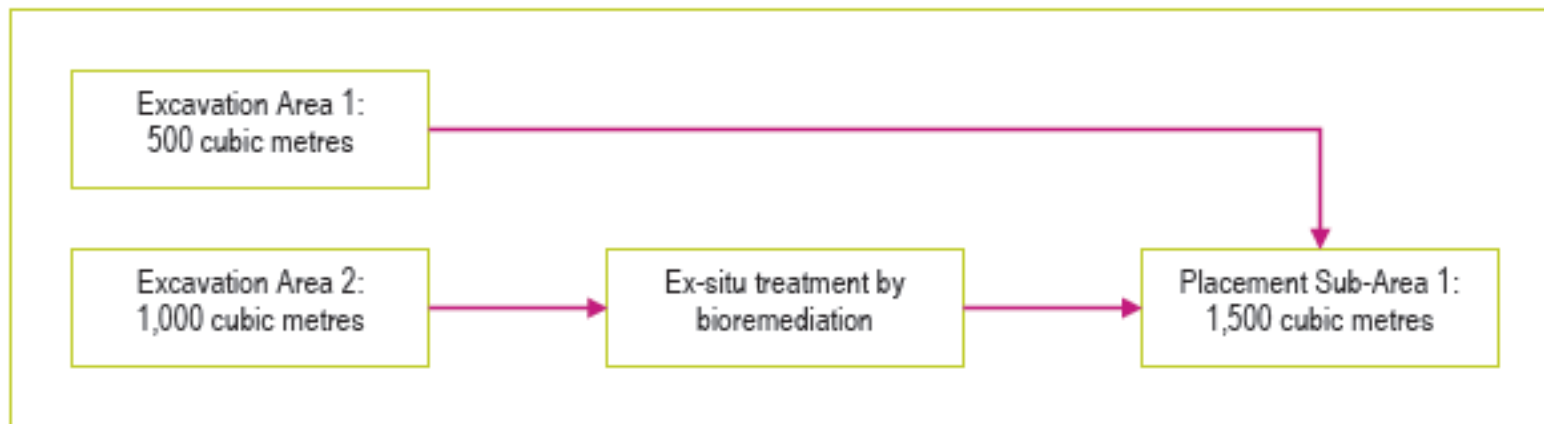 Excavation Area 1:
500 cubic metres
Excavation Area 2:
1,000 cubic metres
Ex-situ treatment by
bioremediation
Placement Sub-Area 1:
1,500 cubic metres